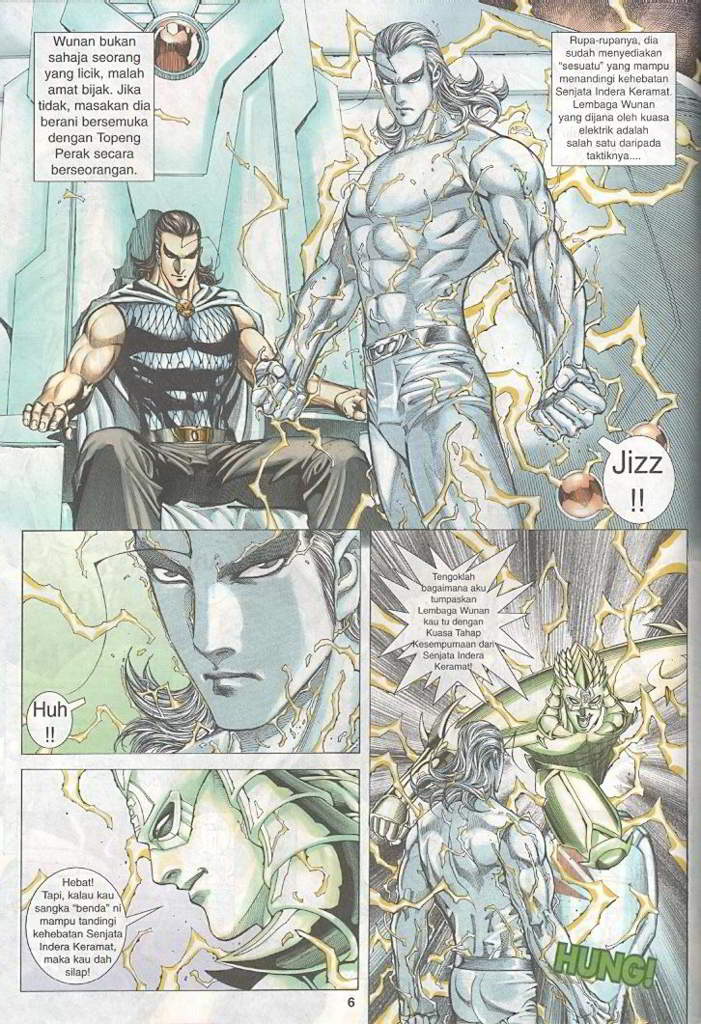 Wunan bukan
sahaja seorang
yang licik, malah
amat bijak. Jika
tidak, masakan dia
berani bersemuka
dengan Topeng
Perak secara
berseorangan.
Rupa-rupanya, dia
sudah menyediakan
"sesuatu" yang mampu
menandingi kehebatan
Senjata Indera Keramat.
Lembaga Wunan
yang dijana oleh kuasa
elektrik adalah
salah satu daripada
taktiknya....
Jizz
!!
Huh
!!
Tengoklah
bagaimana aku
tumpaskan
Lembaga Wunan
kau tu dengan
Kuasa Tahap
Kesempurnaan dari
Senjata Indera
Keramat!
Hebat!
Tapi, kalau kau
sangka "benda" ni
mampu tandingi
kehebatan Senjata
Indera Keramat,
maka kau dah
silap!
HUNG!
6